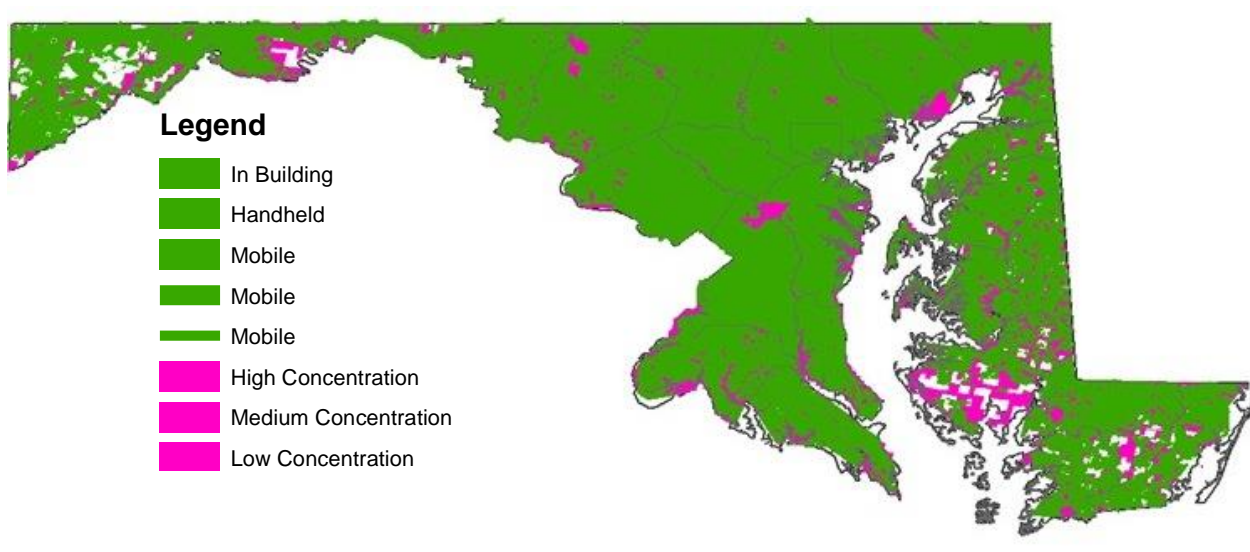 Legend
In Building
Handheld
Mobile
Mobile
Mobile
High Concentration
Medium Concentration
Low Concentration